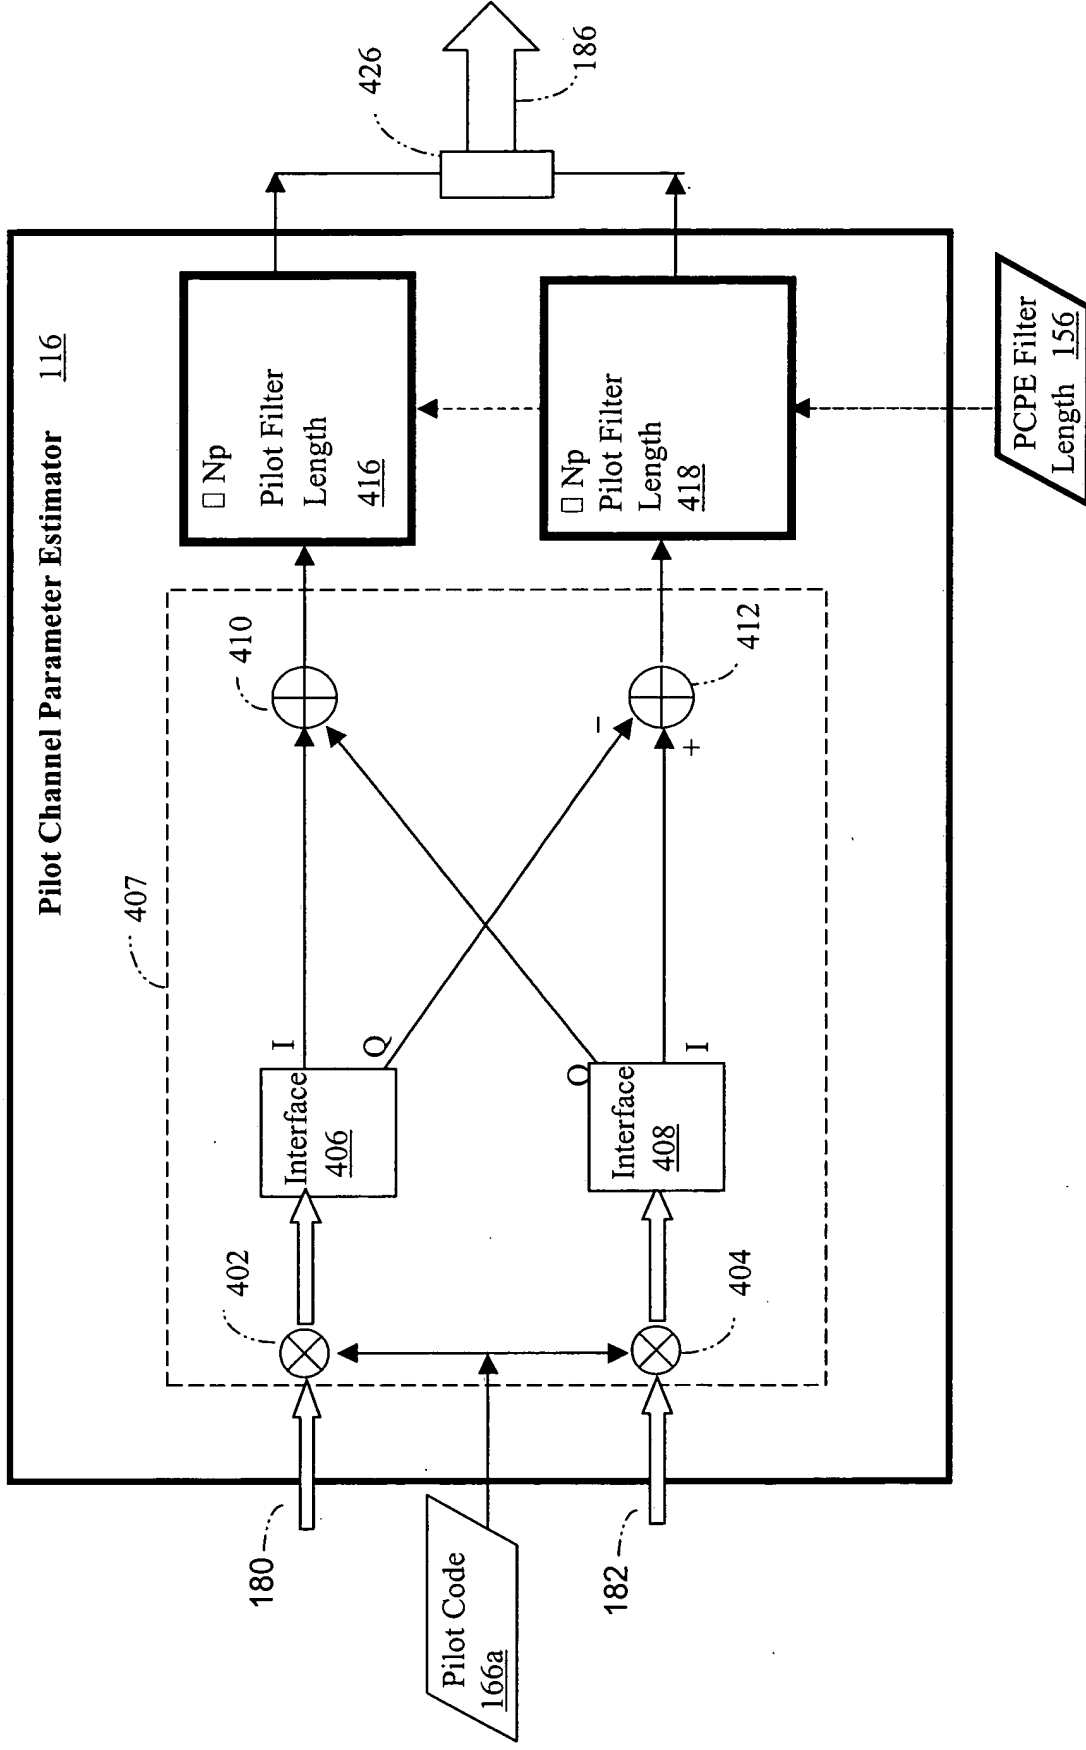 Pilot Channel Parameter Estimator 116
407
180
402
Interface
406
I
Q
410
□ Np
Pilot Filter
Length
416
426
186
Pilot Code
166a
182
404
Interface
408
Q
I
-
+
412
□ Np
Pilot Filter
Length
418
PCPE Filter
Length 156